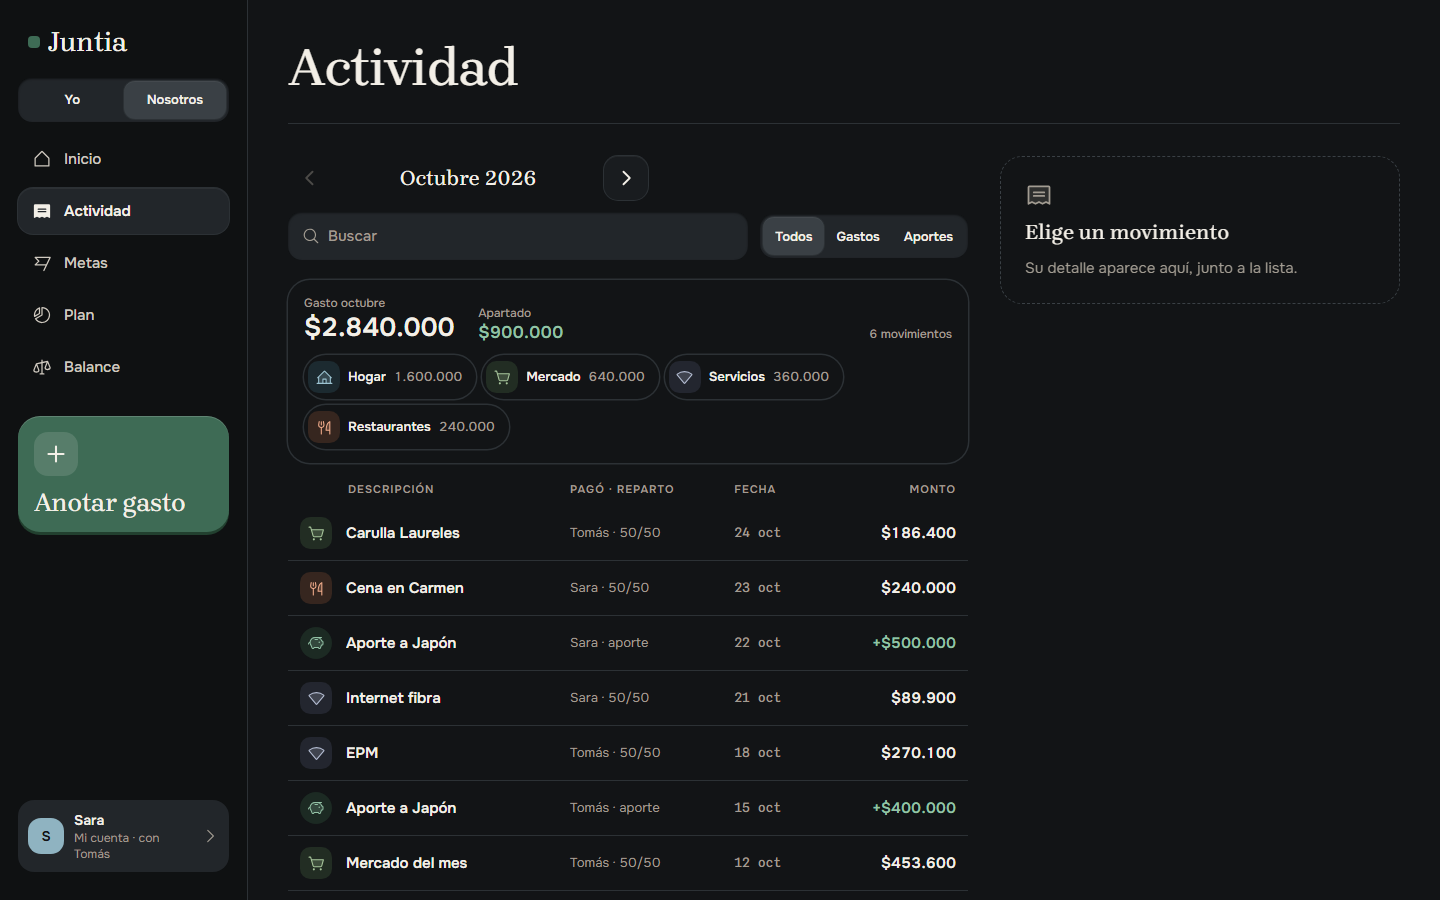 Juntia
Yo
Nosotros
Inicio
Actividad
Metas
Plan
Balance
Anotar gasto
S
Sara
Mi cuenta · con
Tomás
Actividad
Octubre 2026
Buscar
Todos
Gastos
Aportes
Gasto octubre
$2.840.000
Apartado
$900.000
6 movimientos
Hogar 1.600.000
Mercado 640.000
Servicios 360.000
Restaurantes 240.000
DESCRIPCIÓN PAGÓ · REPARTO FECHA MONTO
Carulla Laureles Tomás · 50/50 24 oct $186.400
Cena en Carmen Sara · 50/50 23 oct $240.000
Aporte a Japón Sara · aporte 22 oct +$500.000
Internet fibra Sara · 50/50 21 oct $89.900
EPM Tomás · 50/50 18 oct $270.100
Aporte a Japón Tomás · aporte 15 oct +$400.000
Mercado del mes Tomás · 50/50 12 oct $453.600
Elige un movimiento
Su detalle aparece aquí, junto a la lista.